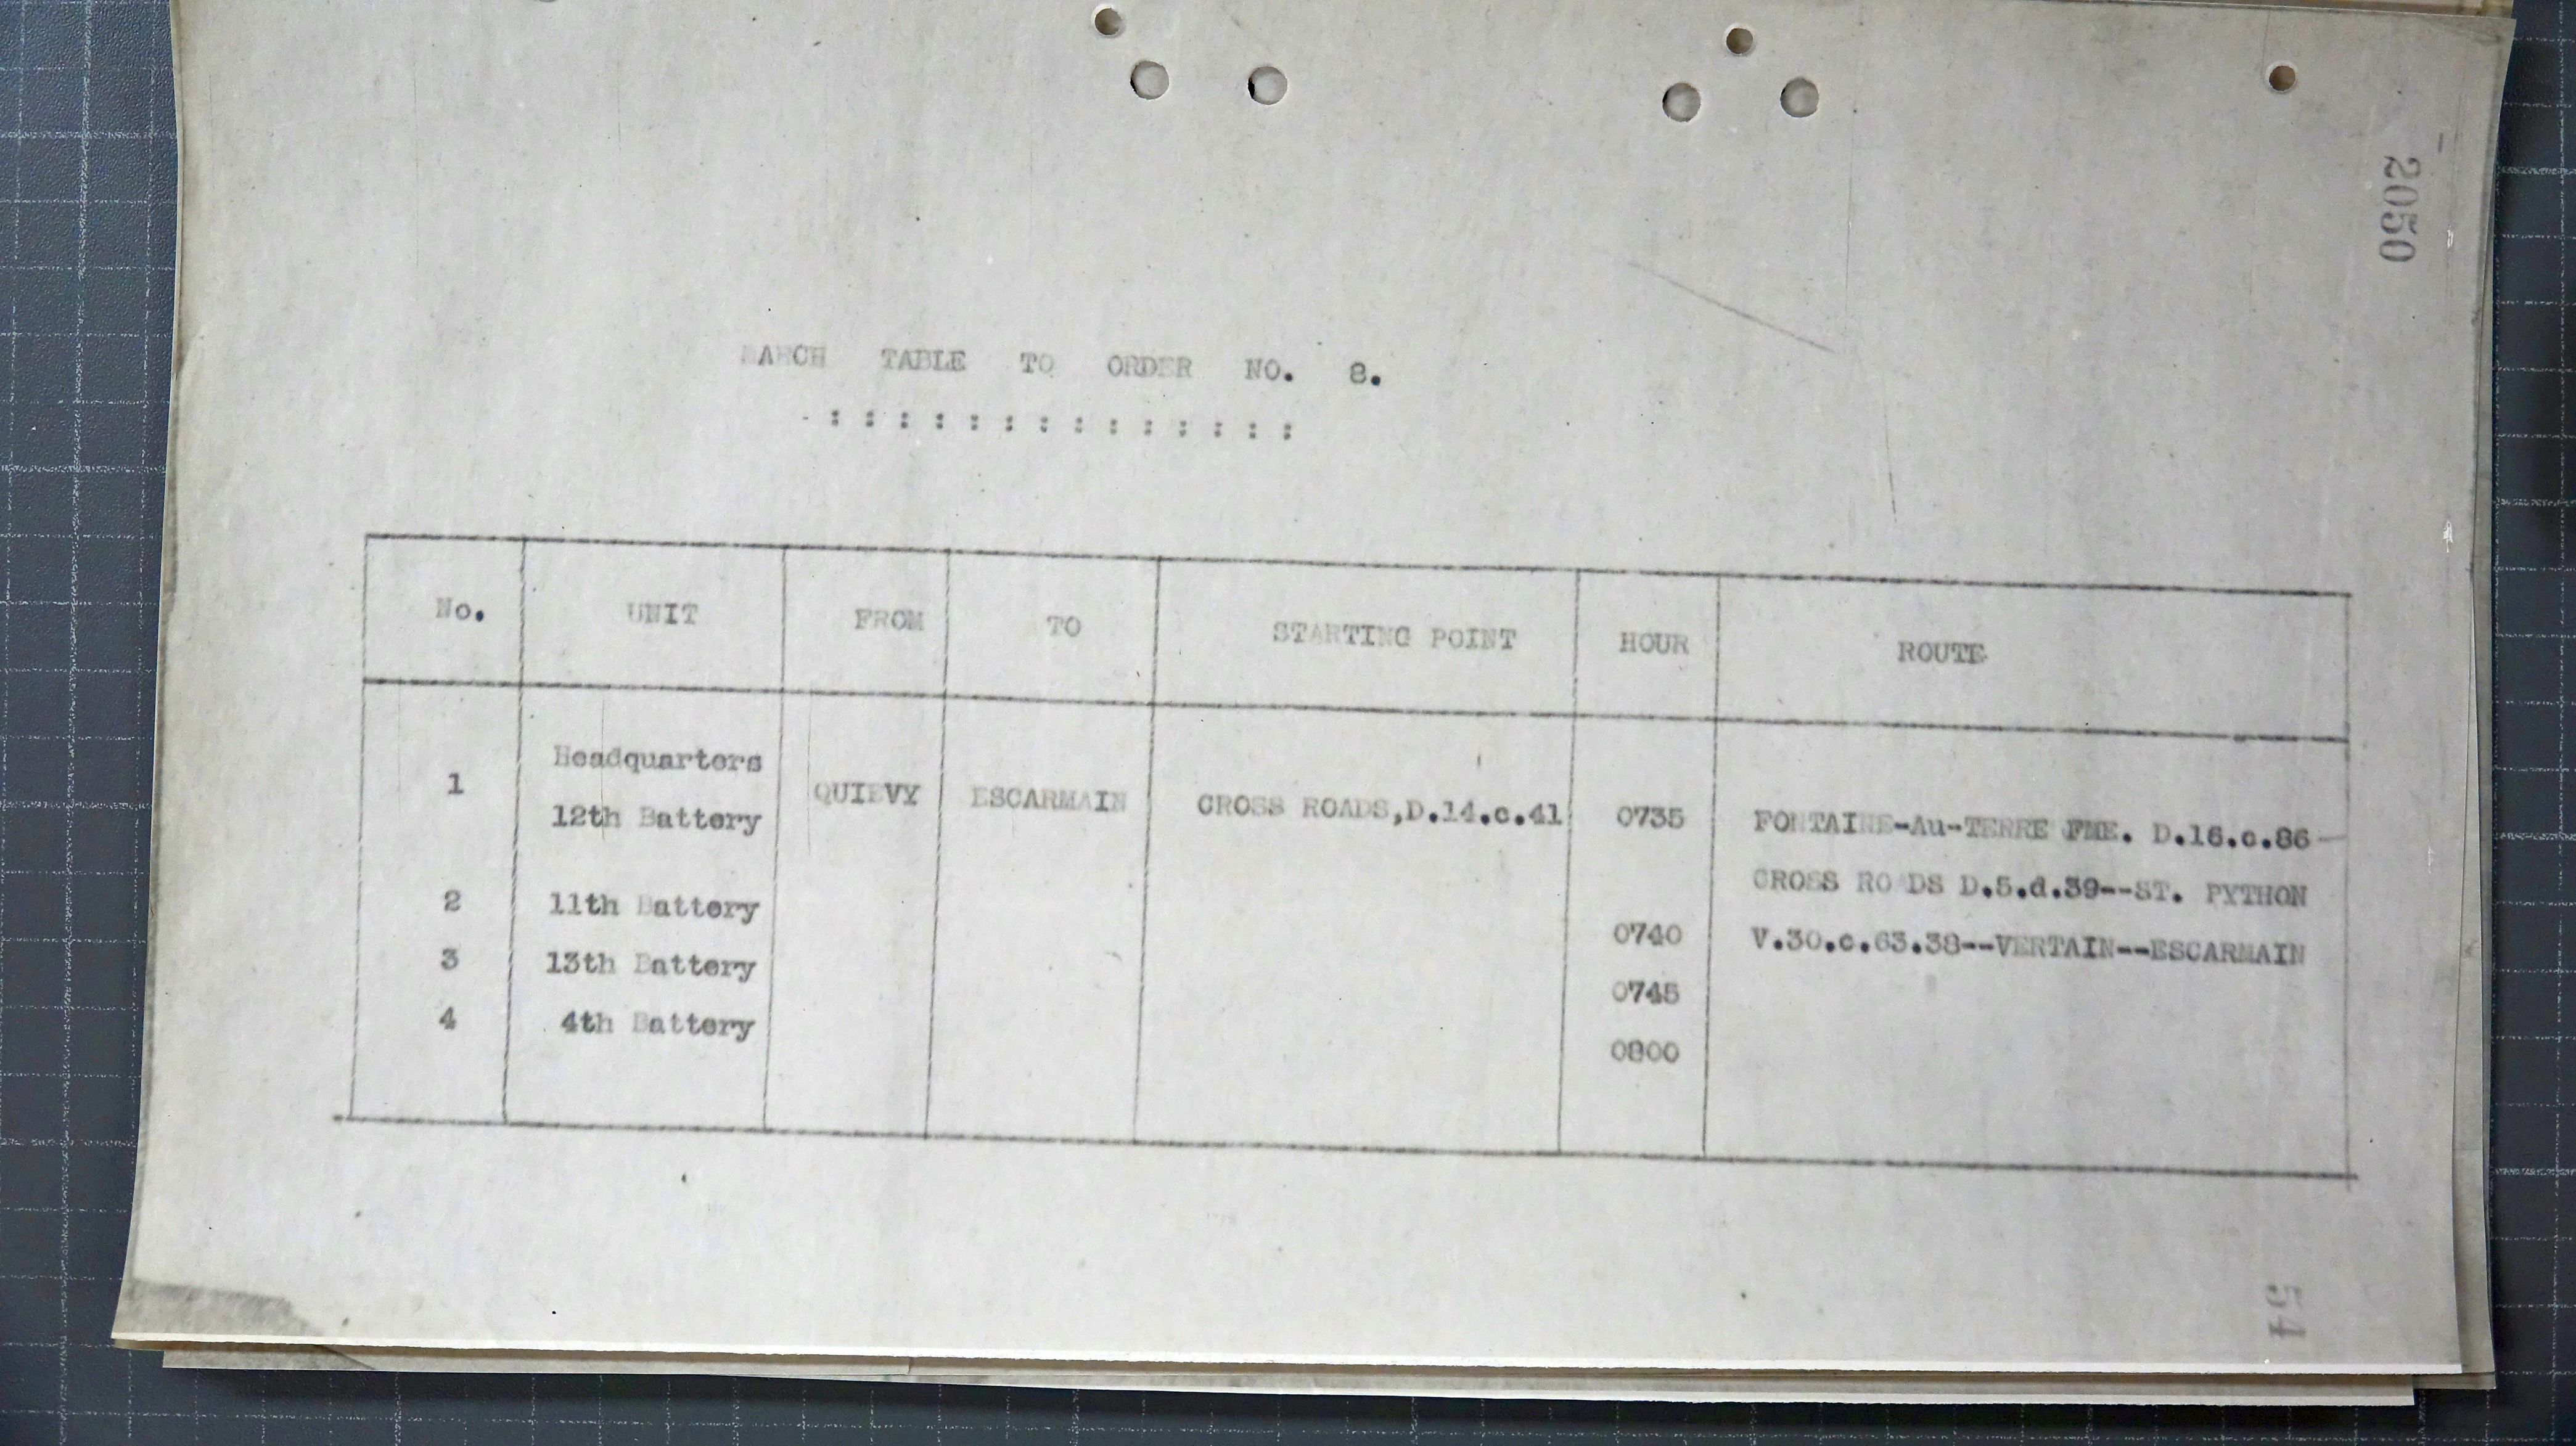 2050
MARCH TABLE TO ORDER NO. 8.
: : : : : : : : : : : : : :
No. UNIT FROM TO STARTING POINT HOUR ROUTE
Headquarters
1 12th Battery QUIEVY ESCARMAIN CROSS ROADS,D.14.c.41 0735 FONTAINE-Au-TERRE FME. D.16.c.86-
CROSS ROADS D.5.d.39--ST. PYTHON
2 11th Battery 0740 V.30.c.63.38--VERTAIN--ESCARMAIN
3 13th Battery 0745
4 4th Battery 0800
54